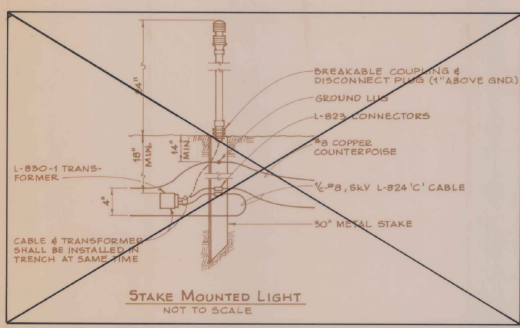 BREAKABLE COUPLING &
DISCONNECT PLUG (1" ABOVE GND.)
GROUND LUG
L-823 CONNECTORS
24"
18"
MIN.
14"
MIN.
#8 COPPER
COUNTERPOISE
L-830-1 TRANS-
FORMER
4"
1/C-#8, 6kV L-824 'C' CABLE
30" METAL STAKE
CABLE & TRANSFORMER
SHALL BE INSTALLED IN
TRENCH AT SAME TIME
STAKE MOUNTED LIGHT
NOT TO SCALE